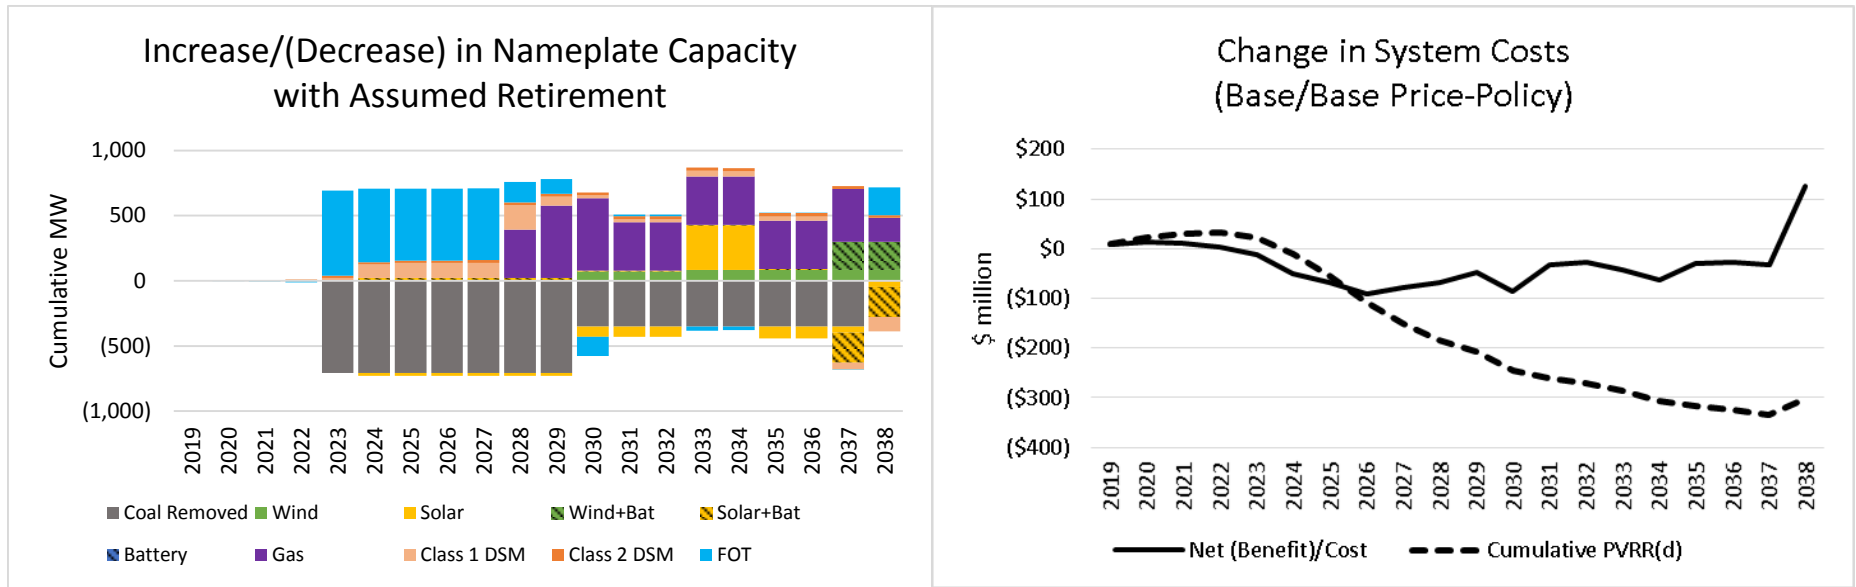 Increase/(Decrease) in Nameplate Capacity
with Assumed Retirement
Cumulative MW
1,000
500
0
(500)
(1,000)
2019
2020
2021
2022
2023
2024
2025
2026
2027
2028
2029
2030
2031
2032
2033
2034
2035
2036
2037
2038
Coal Removed
Wind
Solar
Wind+Bat
Solar+Bat
Battery
Gas
Class 1 DSM
Class 2 DSM
FOT
Change in System Costs
(Base/Base Price-Policy)
$ million
$200
$100
$0
($100)
($200)
($300)
($400)
2019
2020
2021
2022
2023
2024
2025
2026
2027
2028
2029
2030
2031
2032
2033
2034
2035
2036
2037
2038
Net (Benefit)/Cost
Cumulative PVRR(d)